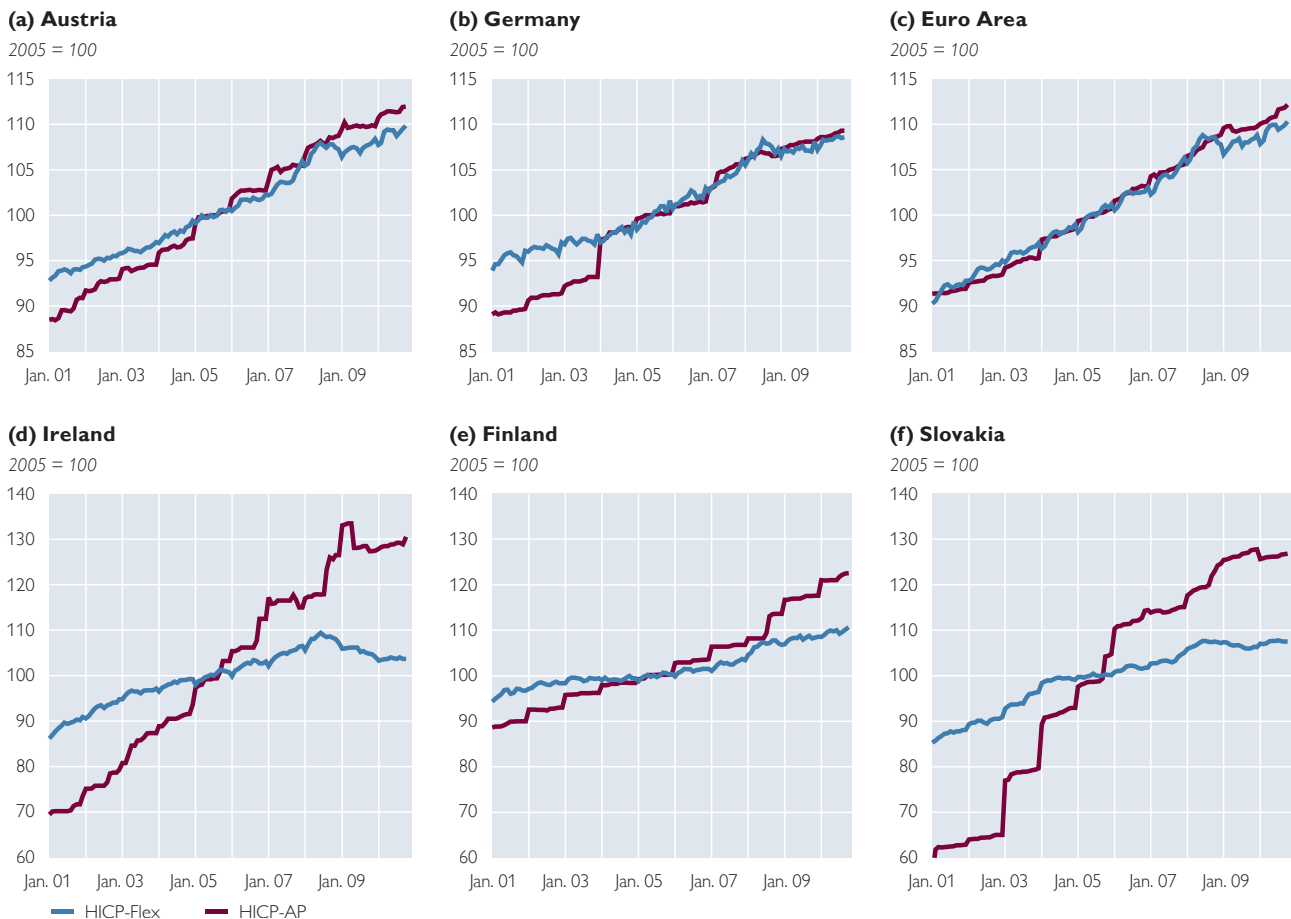 (a) Austria
2005 = 100
115
110
105
100
95
90
85
Jan. 01 Jan. 03 Jan. 05 Jan. 07 Jan. 09
(b) Germany
2005 = 100
115
110
105
100
95
90
85
Jan. 01 Jan. 03 Jan. 05 Jan. 07 Jan. 09
(c) Euro Area
2005 = 100
115
110
105
100
95
90
85
Jan. 01 Jan. 03 Jan. 05 Jan. 07 Jan. 09
(d) Ireland
2005 = 100
140
130
120
110
100
90
80
70
60
Jan. 01 Jan. 03 Jan. 05 Jan. 07 Jan. 09
(e) Finland
2005 = 100
140
130
120
110
100
90
80
70
60
Jan. 01 Jan. 03 Jan. 05 Jan. 07 Jan. 09
(f) Slovakia
2005 = 100
140
130
120
110
100
90
80
70
60
Jan. 01 Jan. 03 Jan. 05 Jan. 07 Jan. 09
HICP-Flex HICP-AP